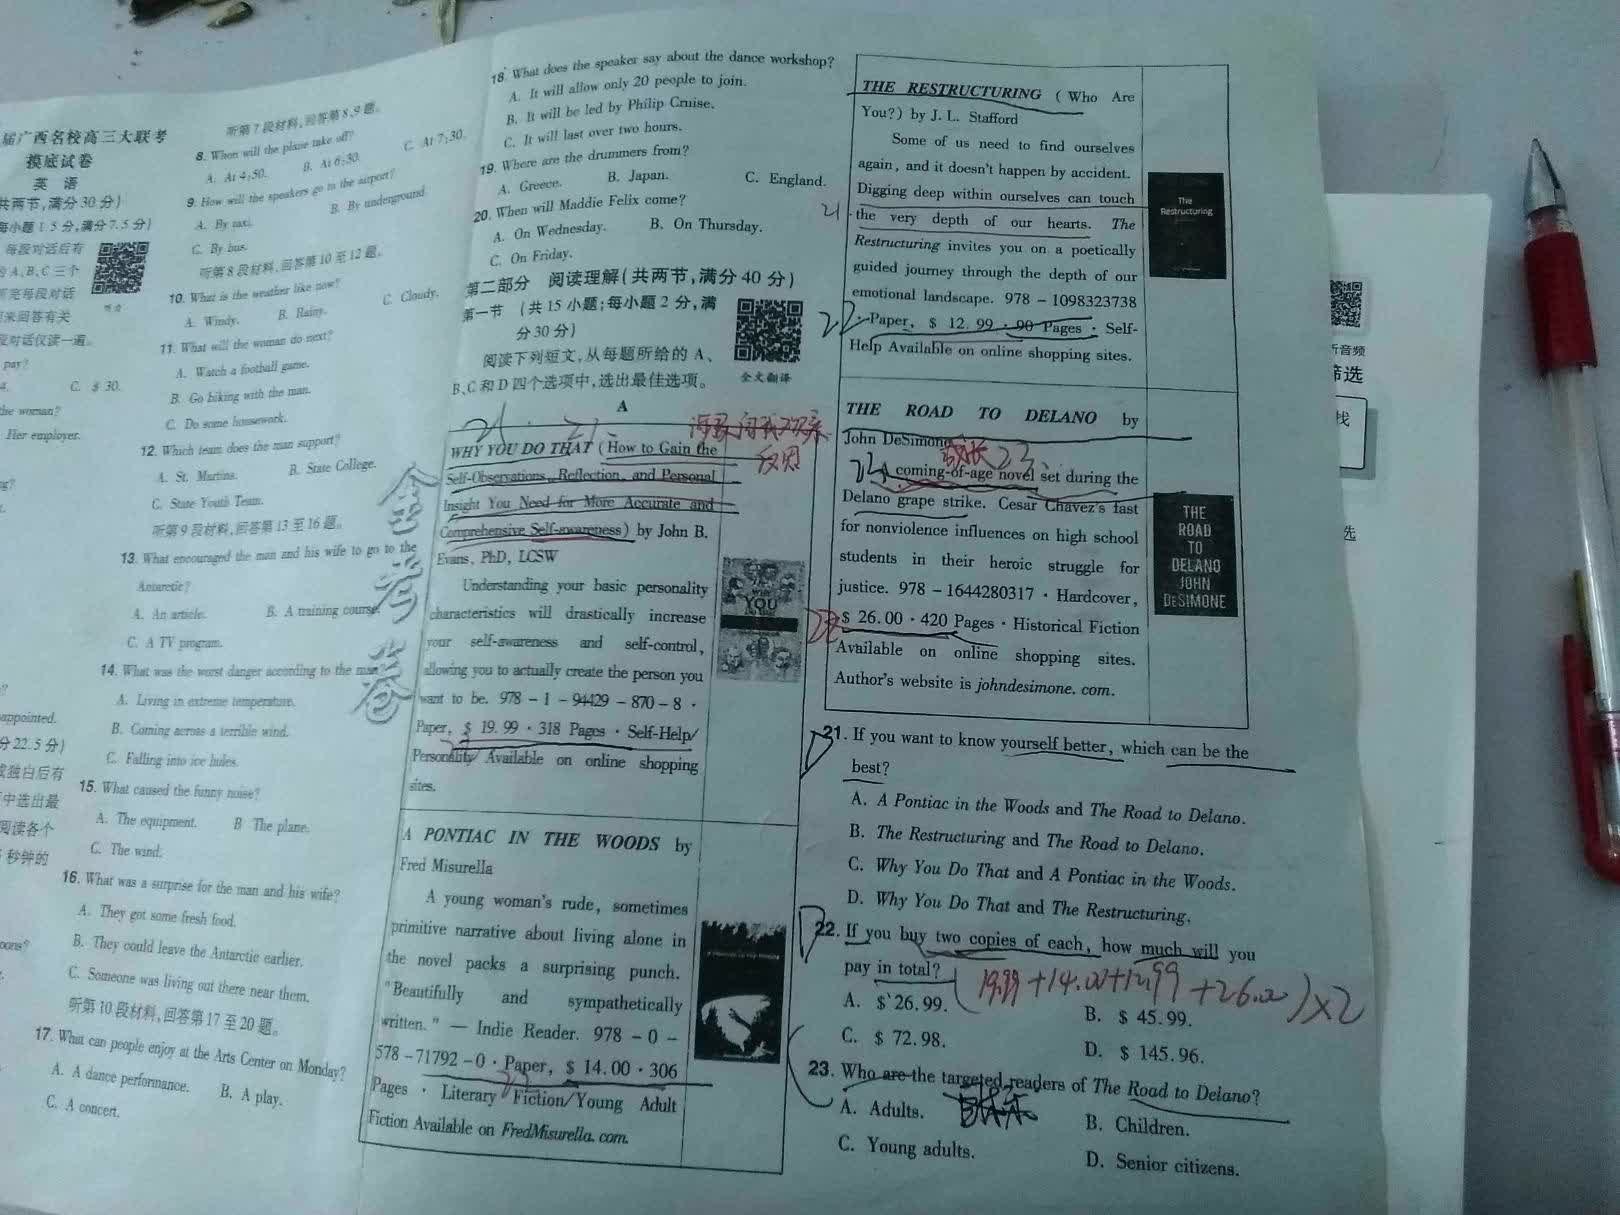 届广西名校高三大联考
摸底试卷
英 语
共两节,满分30分)
每小题1.5分,满分7.5分)
每段对话后有
A、B、C三个
听完每段对话
来回答有关
段对话仅读一遍。
pay?
C. $ 30.
the woman?
Her employer.
appointed.
分22.5分)
或独白后有
中选出最
阅读各个
秒钟的
听第7段材料,回答第8、9题。
8. When will the plane take off?
A. At 4:50.
B. At 6:30.
C. At 7:30.
9. How will the speakers go to the airport?
A. By taxi.
B. By underground.
C. By bus.
听第8段材料,回答第10至12题。
10. What is the weather like now?
A. Windy.
B. Rainy.
C. Cloudy.
11. What will the woman do next?
A. Watch a football game.
B. Go hiking with the man.
C. Do some housework.
12. Which team does the man support?
A. St. Martins.
B. State College.
C. State Youth Team.
听第9段材料,回答第13至16题。
13. What encouraged the man and his wife to go to the
Antarctic?
A. An article.
B. A training course.
C. A TV program.
14. What was the worst danger according to the man?
A. Living in extreme temperature.
B. Coming across a terrible wind.
C. Falling into ice holes.
15. What caused the funny noise?
A. The equipment.
B The plane.
C. The wind.
16. What was a surprise for the man and his wife?
A. They got some fresh food.
B. They could leave the Antarctic earlier.
C. Someone was living out there near them.
听第10段材料,回答第17至20题。
17. What can people enjoy at the Arts Center on Monday?
A. A dance performance.
B. A play.
C. A concert.
金考卷
18. What does the speaker say about the dance workshop?
A. It will allow only 20 people to join.
B. It will be led by Philip Cruise.
C. It will last over two hours.
19. Where are the drummers from?
A. Greece.
B. Japan.
C. England.
20. When will Maddie Felix come?
A. On Wednesday.
B. On Thursday.
C. On Friday.
第二部分 阅读理解(共两节,满分40分)
第一节 (共15小题;每小题2分,满
分30分)
阅读下列短文,从每题所给的A、
B、C和D四个选项中,选出最佳选项。
全文翻译
A
21
21
WHY YOU DO THAT (How to Gain the
Self-Observations, Reflection, and Personal
Insight You Need for More Accurate and
Comprehensive Self-awareness) by John B.
Evans, PhD, LCSW
Understanding your basic personality
characteristics will drastically increase
your self-awareness and self-control,
allowing you to actually create the person you
want to be. 978-1-94429-870-8 ·
Paper, $ 19.99 · 318 Pages · Self-Help/
Personality/ Available on online shopping
sites.
A PONTIAC IN THE WOODS by
Fred Misurella
A young woman's rude, sometimes
primitive narrative about living alone in
the novel packs a surprising punch.
"Beautifully and sympathetically
written." — Indie Reader. 978-0-
578-71792-0 · Paper, $ 14.00 · 306
Pages · Literary Fiction/Young Adult
Fiction Available on FredMisurella.com.
THE RESTRUCTURING (Who Are
You?) by J. L. Stafford
Some of us need to find ourselves
again, and it doesn't happen by accident.
Digging deep within ourselves can touch
21
the very depth of our hearts. The
Restructuring invites you on a poetically
guided journey through the depth of our
emotional landscape. 978-1098323738
22
· Paper, $ 12.99 · 90 Pages · Self-
Help Available on online shopping sites.
The
Restructuring
THE ROAD TO DELANO by
John DeSimone
成长 23
23
coming-of-age novel set during the
Delano grape strike. Cesar Chavez's fast
for nonviolence influences on high school
students in their heroic struggle for
justice. 978-1644280317 · Hardcover,
22
$ 26.00 · 420 Pages · Historical Fiction
Available on online shopping sites.
Author's website is johndesimone.com.
THE
ROAD
TO
DELANO
JOHN
DeSIMONE
21. If you want to know yourself better, which can be the
best?
A. A Pontiac in the Woods and The Road to Delano.
B. The Restructuring and The Road to Delano.
C. Why You Do That and A Pontiac in the Woods.
D. Why You Do That and The Restructuring.
22. If you buy two copies of each, how much will you
pay in total?
(19.99+14.00+12.99+26.00)×2
A. $ 26.99.
B. $ 45.99.
C. $ 72.98.
D. $ 145.96.
23. Who are the targeted readers of The Road to Delano?
A. Adults.
B. Children.
C. Young adults.
D. Senior citizens.
听音频
筛选
找
选